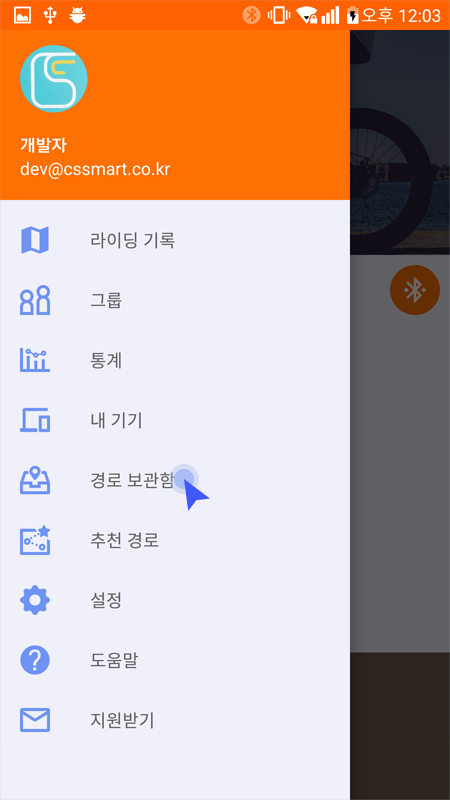 오후 12:03
개발자
dev@cssmart.co.kr
라이딩 기록
그룹
통계
내 기기
경로 보관함
추천 경로
설정
도움말
지원받기